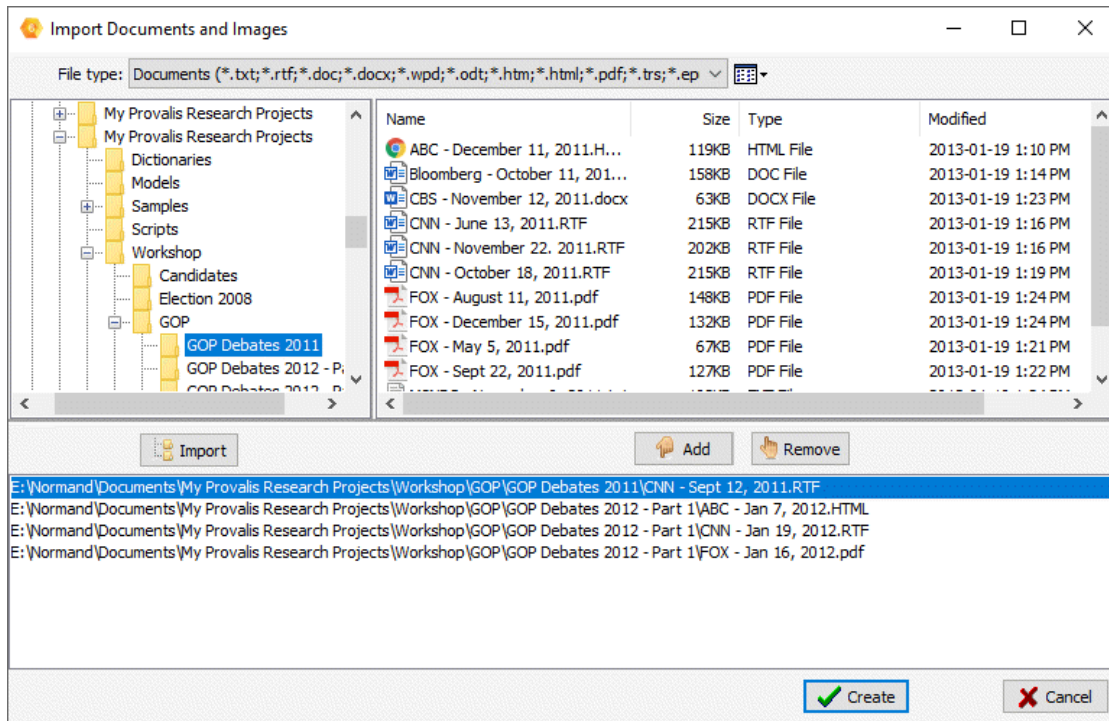 Import Documents and Images
File type: Documents (*.txt;*.rtf;*.doc;*.docx;*.wpd;*.odt;*.htm;*.html;*.pdf;*.trs;*.ep
My Provalis Research Projects
My Provalis Research Projects
Dictionaries
Models
Samples
Scripts
Workshop
Candidates
Election 2008
GOP
GOP Debates 2011
GOP Debates 2012 - Pa
Name Size Type Modified
ABC - December 11, 2011.H... 119KB HTML File 2013-01-19 1:10 PM
Bloomberg - October 11, 201... 158KB DOC File 2013-01-19 1:14 PM
CBS - November 12, 2011.docx 63KB DOCX File 2013-01-19 1:23 PM
CNN - June 13, 2011.RTF 215KB RTF File 2013-01-19 1:16 PM
CNN - November 22. 2011.RTF 202KB RTF File 2013-01-19 1:16 PM
CNN - October 18, 2011.RTF 215KB RTF File 2013-01-19 1:19 PM
FOX - August 11, 2011.pdf 148KB PDF File 2013-01-19 1:24 PM
FOX - December 15, 2011.pdf 132KB PDF File 2013-01-19 1:24 PM
FOX - May 5, 2011.pdf 67KB PDF File 2013-01-19 1:21 PM
FOX - Sept 22, 2011.pdf 127KB PDF File 2013-01-19 1:22 PM
Import Add Remove
E:\Normand\Documents\My Provalis Research Projects\Workshop\GOP\GOP Debates 2011\CNN - Sept 12, 2011.RTF
E:\Normand\Documents\My Provalis Research Projects\Workshop\GOP\GOP Debates 2012 - Part 1\ABC - Jan 7, 2012.HTML
E:\Normand\Documents\My Provalis Research Projects\Workshop\GOP\GOP Debates 2012 - Part 1\CNN - Jan 19, 2012.RTF
E:\Normand\Documents\My Provalis Research Projects\Workshop\GOP\GOP Debates 2012 - Part 1\FOX - Jan 16, 2012.pdf
Create Cancel